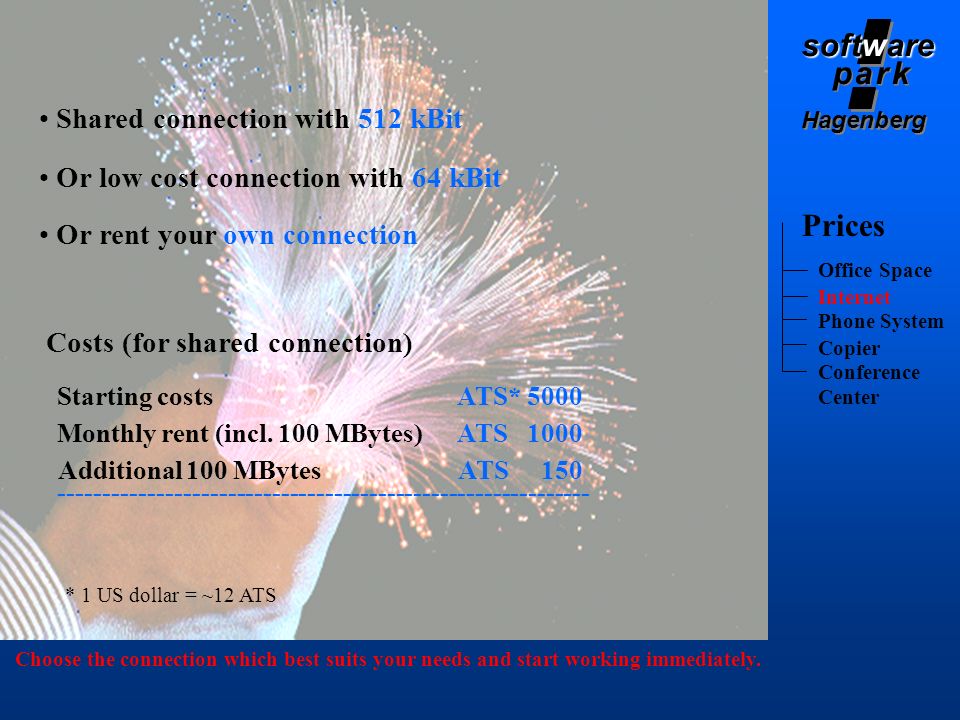 • Shared connection with 512 kBit
• Or low cost connection with 64 kBit
• Or rent your own connection
Costs (for shared connection)
Starting costs ATS* 5000
Monthly rent (incl. 100 MBytes) ATS 1000
Additional 100 MBytes ATS 150
------------------------------------------------------------
* 1 US dollar = ~12 ATS
Choose the connection which best suits your needs and start working immediately.
software
park
Hagenberg
Prices
Office Space
Internet
Phone System
Copier
Conference
Center